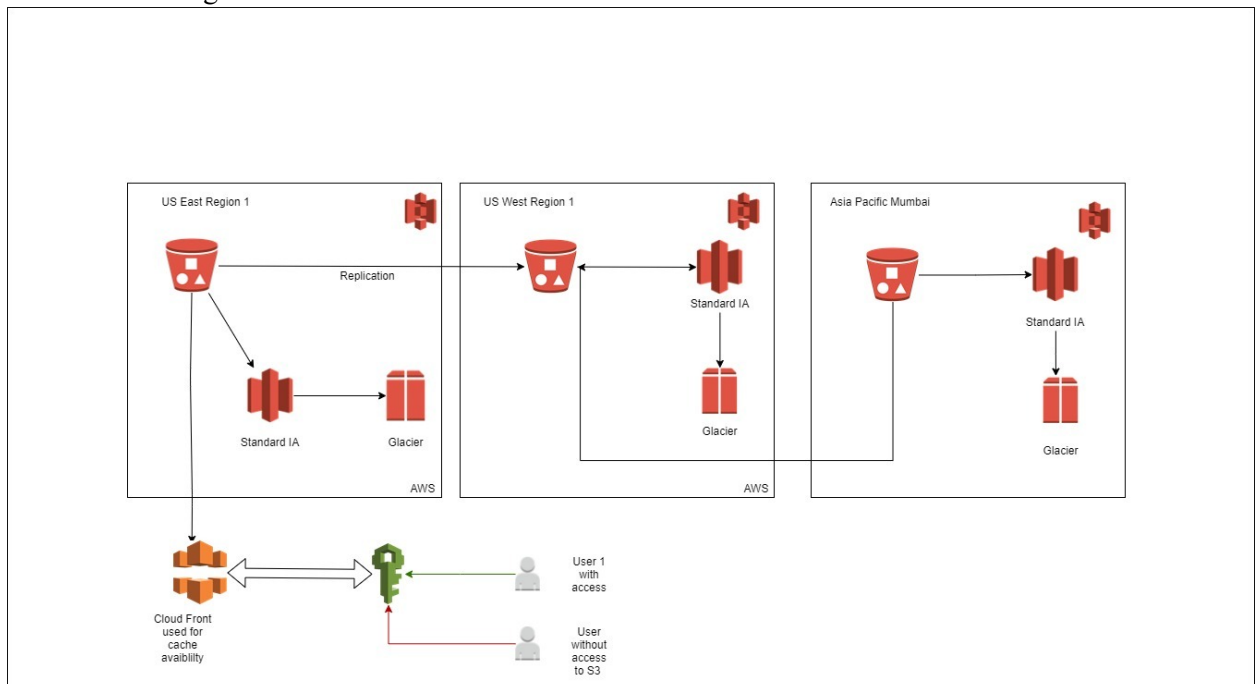 US East Region 1
US West Region 1
Asia Pacific Mumbai
Replication
Standard IA
Standard IA
Standard IA
Glacier
Glacier
Glacier
AWS
AWS
Cloud Front
used for
cache
avaiblilty
User 1
with
access
User
without
access
to S3